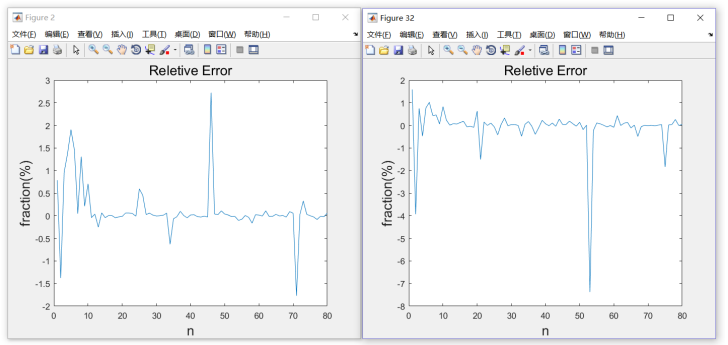 Figure 2
文件(F) 编辑(E) 查看(V) 插入(I) 工具(T) 桌面(D) 窗口(W) 帮助(H)
Reletive Error
3
2.5
2
1.5
1
0.5
0
-0.5
-1
-1.5
-2
fraction(%)
0 10 20 30 40 50 60 70 80
n
Figure 32
文件(F) 编辑(E) 查看(V) 插入(I) 工具(T) 桌面(D) 窗口(W) 帮助(H)
Reletive Error
2
1
0
-1
-2
-3
-4
-5
-6
-7
-8
fraction(%)
0 10 20 30 40 50 60 70 80
n